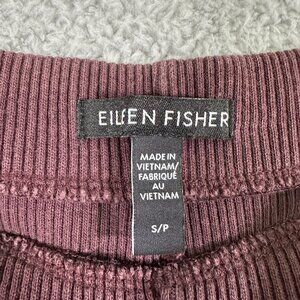 EILEEN FISHER
MADE IN
VIETNAM/
FABRIQUÉ
AU
VIETNAM
S/P